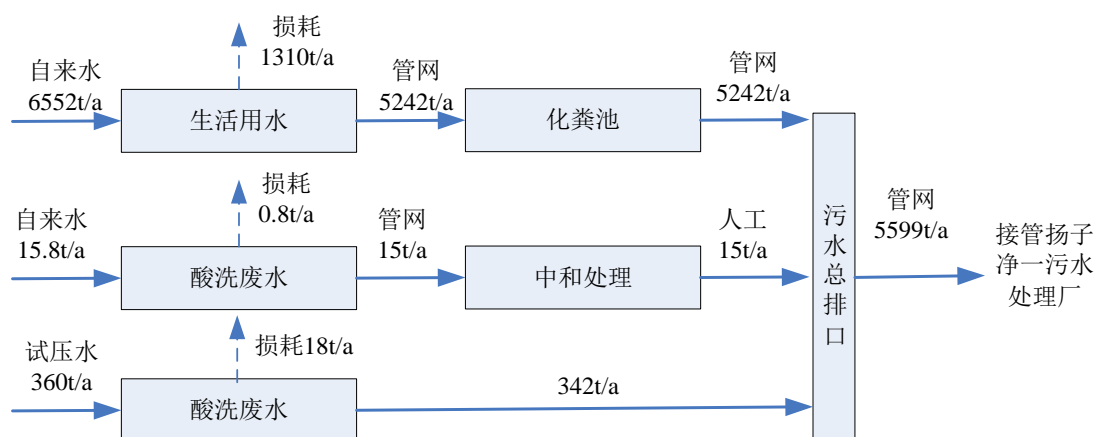 损耗
1310t/a
自来水
6552t/a
生活用水
管网
5242t/a
化粪池
管网
5242t/a
损耗
0.8t/a
自来水
15.8t/a
酸洗废水
管网
15t/a
中和处理
人工
15t/a
污水总排口
管网
5599t/a
接管扬子
净一污水
处理厂
损耗18t/a
试压水
360t/a
酸洗废水
342t/a